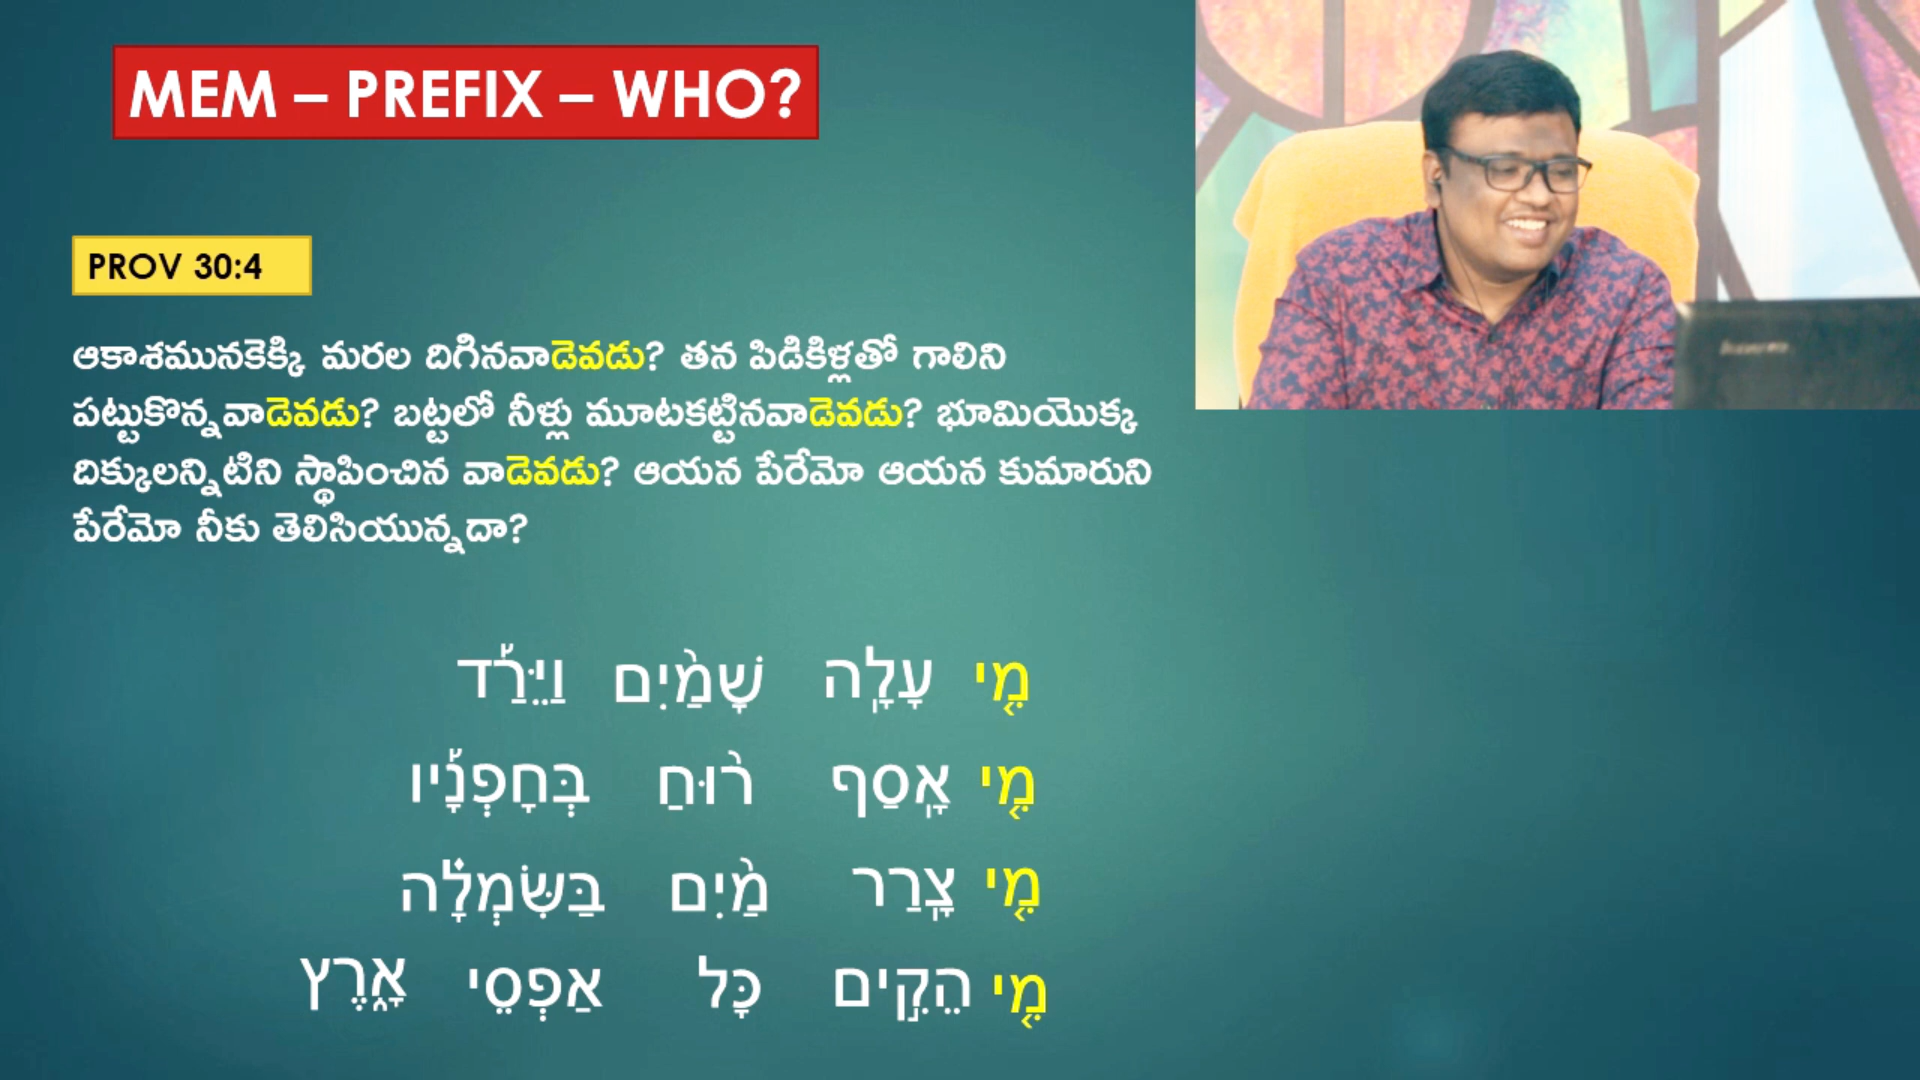 MEM – PREFIX – WHO?
PROV 30:4
ఆకాశమునకెక్కి మరల దిగినవాడెవడు? తన పిడికిళ్లతో గాలిని
పట్టుకొన్నవాడెవడు? బట్టలో నీళ్లు మూటకట్టినవాడెవడు? భూమియొక్క
దిక్కులన్నిటిని స్థాపించిన వాడెవడు? ఆయన పేరేమో ఆయన కుమారుని
పేరేమో నీకు తెలిసియున్నదా?
מִ֤י עָלָֽה שָׁמַ֨יִם וַיֵּרַ֡ד
מִ֤י אָֽסַף ר֨וּחַ בְּחָפְנָ֡יו
מִ֤י צָֽרַר מַ֨יִם בַּשִּׂמְלָ֗ה
מִ֤י הֵקִ֣ים כָּל אַפְסֵי אָ֑רֶץ